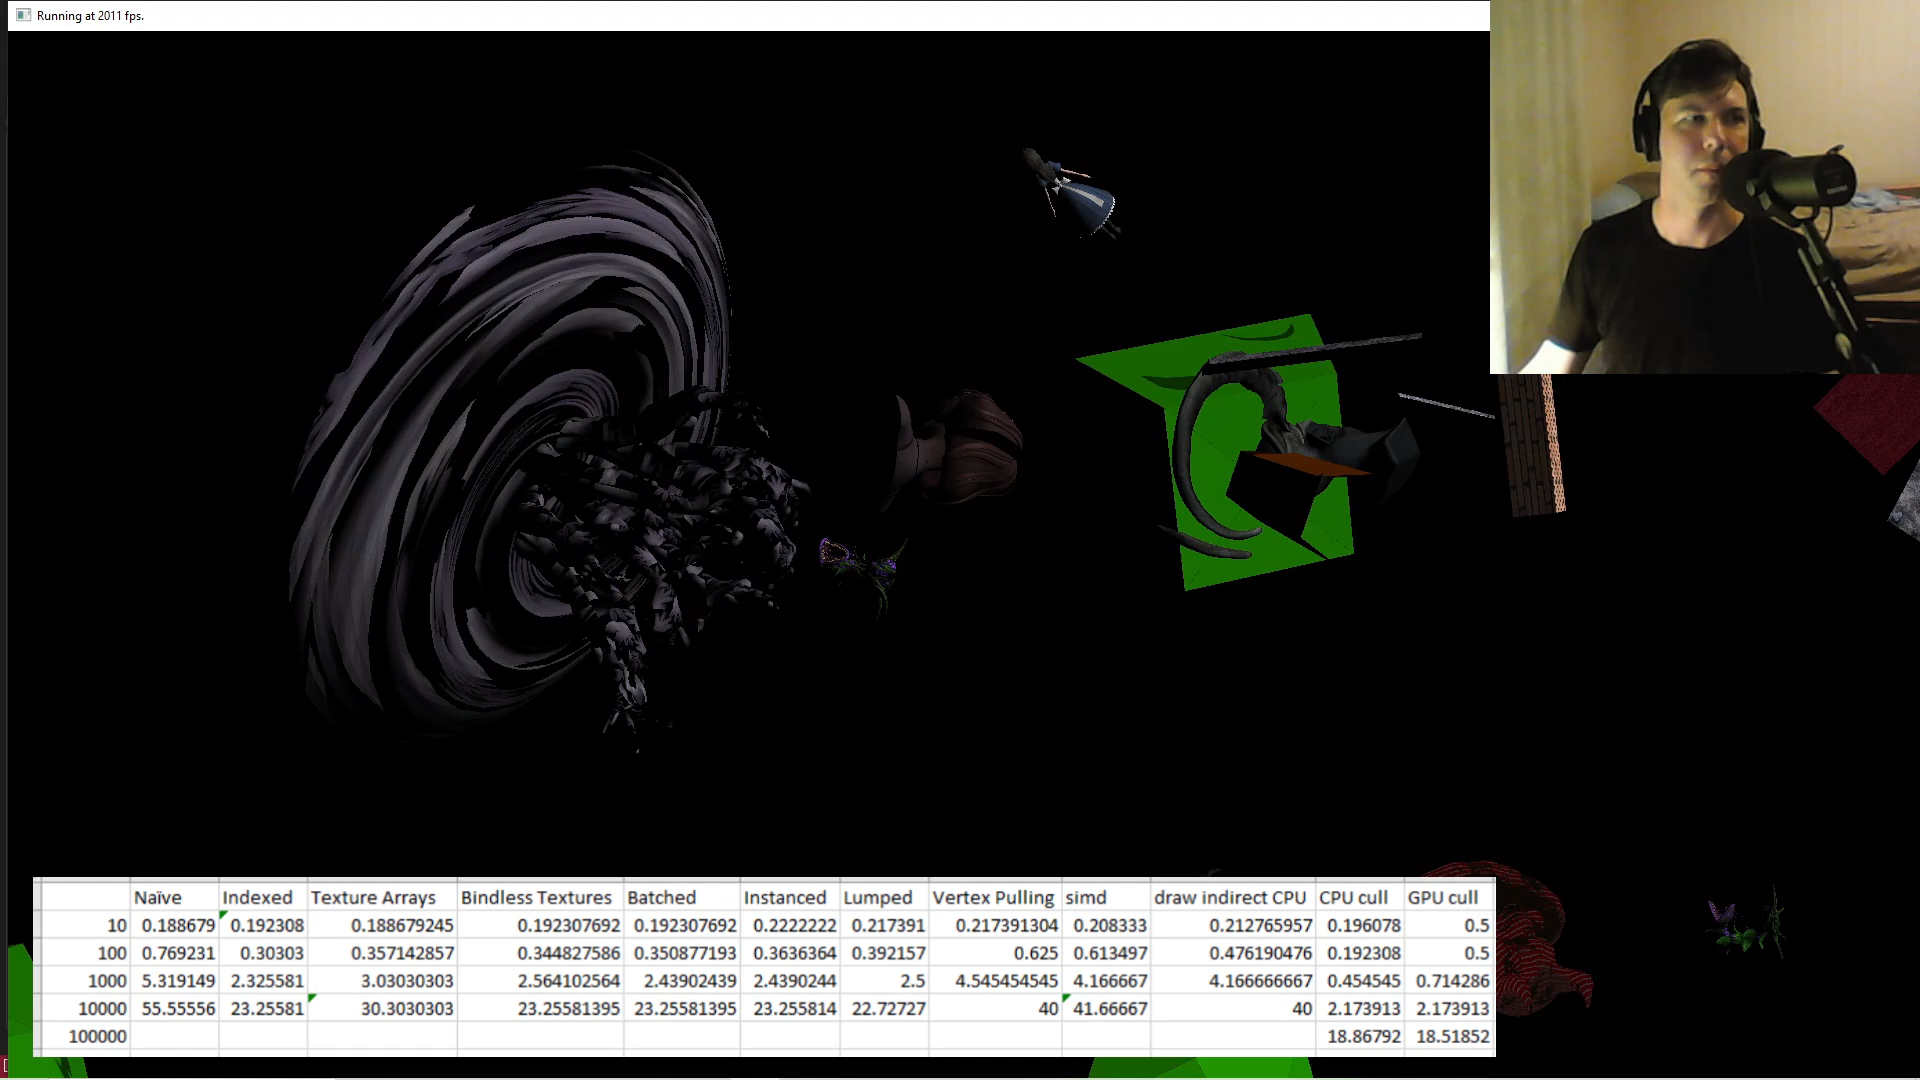 Running at 2011 fps.
Naïve Indexed Texture Arrays Bindless Textures Batched Instanced Lumped Vertex Pulling simd draw indirect CPU CPU cull GPU cull
10 0.188679 0.192308 0.188679245 0.192307692 0.192307692 0.2222222 0.217391 0.217391304 0.208333 0.212765957 0.196078 0.5
100 0.769231 0.30303 0.357142857 0.344827586 0.350877193 0.3636364 0.392157 0.625 0.613497 0.476190476 0.192308 0.5
1000 5.319149 2.325581 3.03030303 2.564102564 2.43902439 2.4390244 2.5 4.545454545 4.166667 4.166666667 0.454545 0.714286
10000 55.55556 23.25581 30.3030303 23.25581395 23.25581395 23.255814 22.72727 40 41.66667 40 2.173913 2.173913
100000 18.86792 18.51852